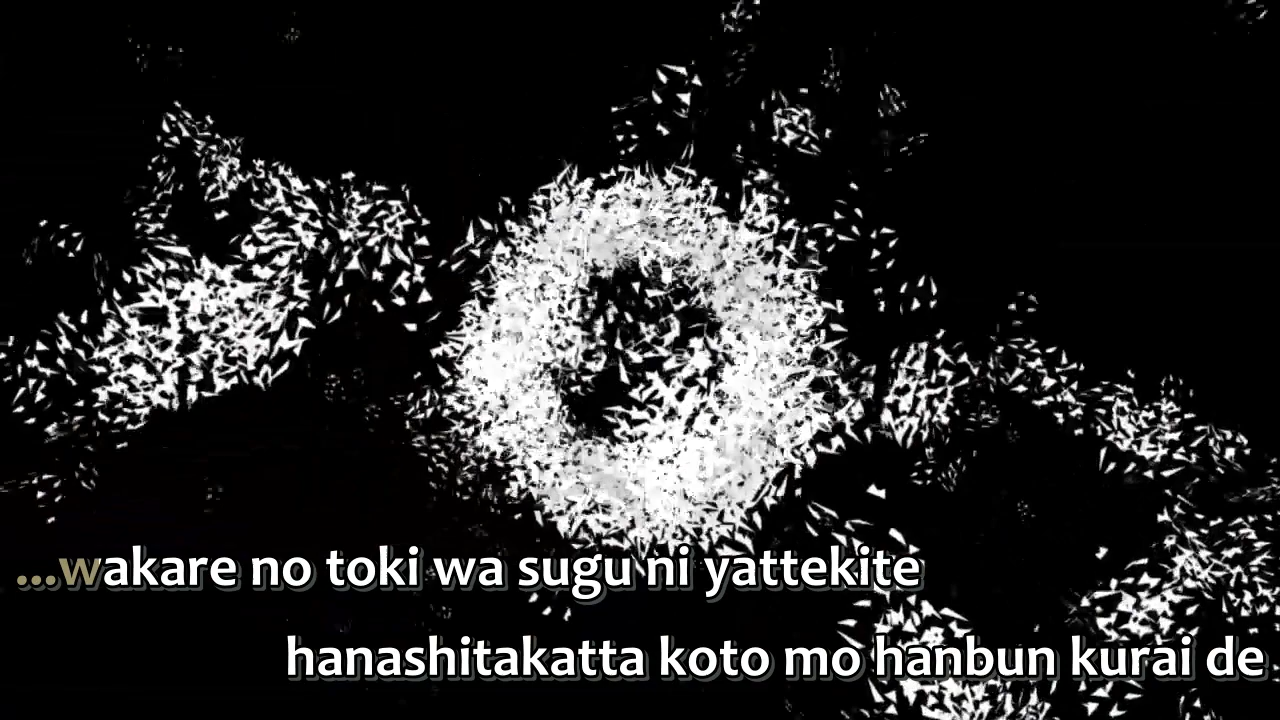 ...wakare no toki wa sugu ni yattekite
hanashitakatta koto mo hanbun kurai de